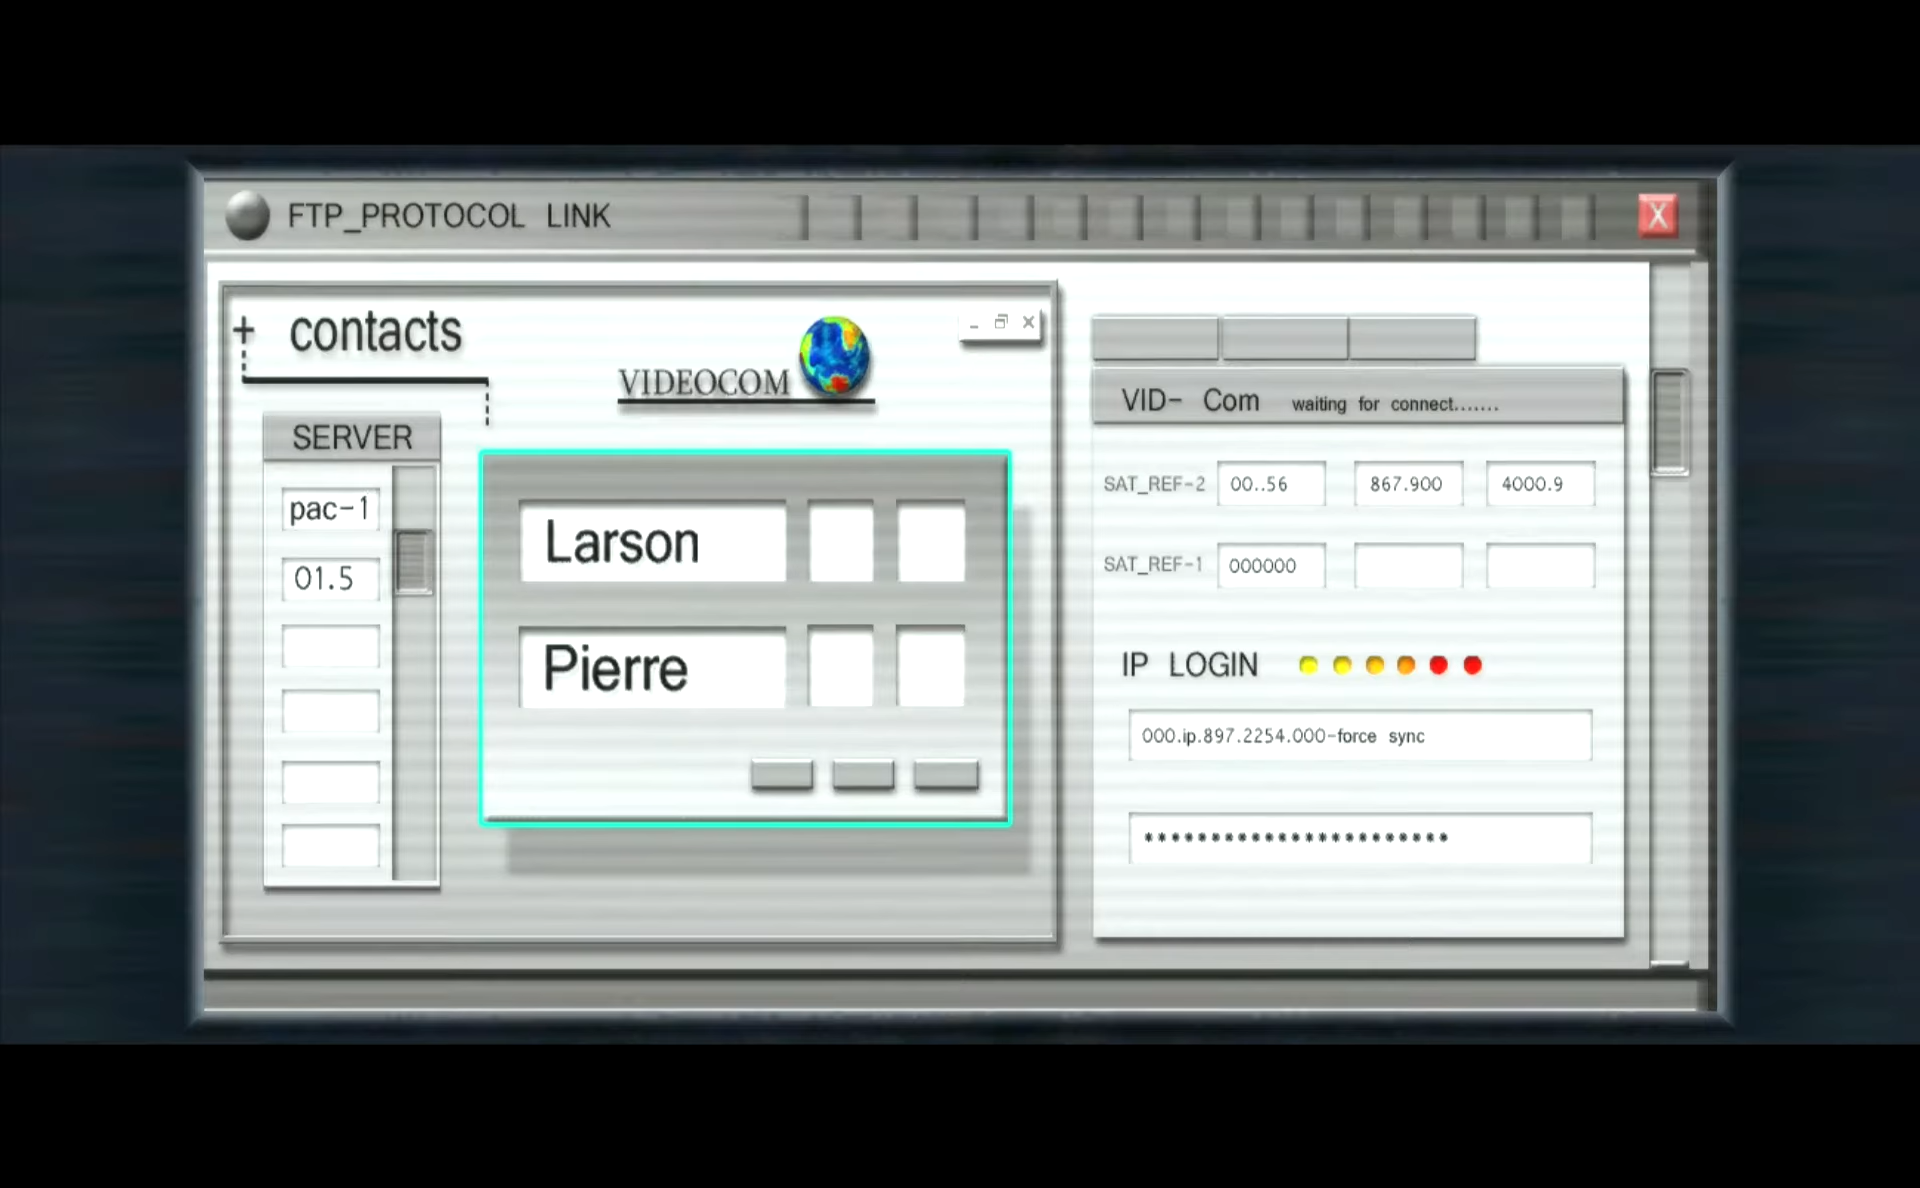 FTP_PROTOCOL LINK
X
+ contacts
VIDEOCOM
SERVER
pac-1
01.5
Larson
Pierre
VID- Com waiting for connect.......
SAT_REF-2 00..56 867.900 4000.9
SAT_REF-1 000000
IP LOGIN
000.ip.897.2254.000-force sync
***********************